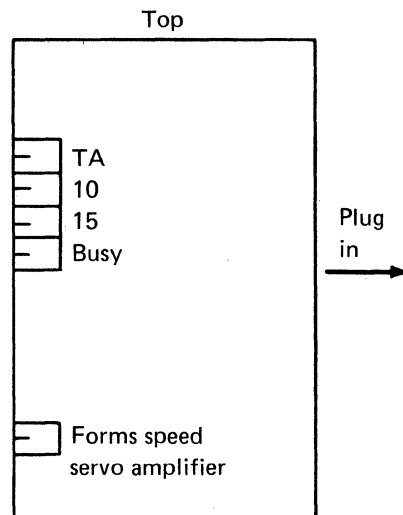 Top
TA
10
15
Busy
Plug
in
Forms speed
servo amplifier